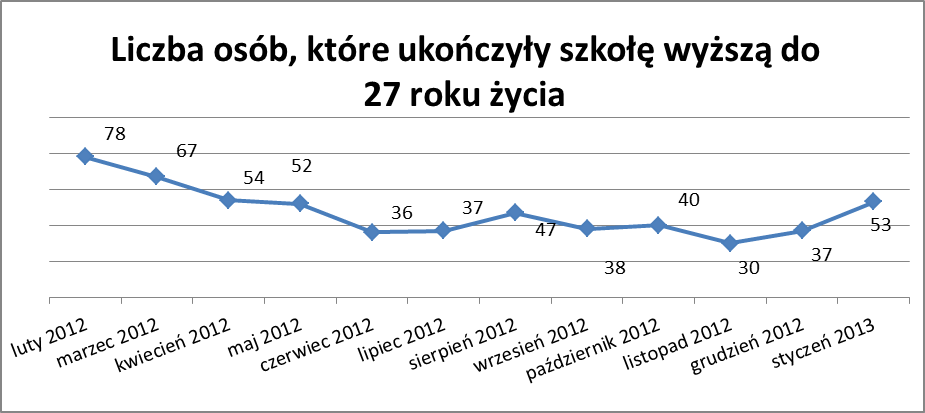 Liczba osób, które ukończyły szkołę wyższą do
27 roku życia
78
67
54
52
36
37
47
38
40
30
37
53
luty 2012
marzec 2012
kwiecień 2012
maj 2012
czerwiec 2012
lipiec 2012
sierpień 2012
wrzesień 2012
październik 2012
listopad 2012
grudzień 2012
styczeń 2013